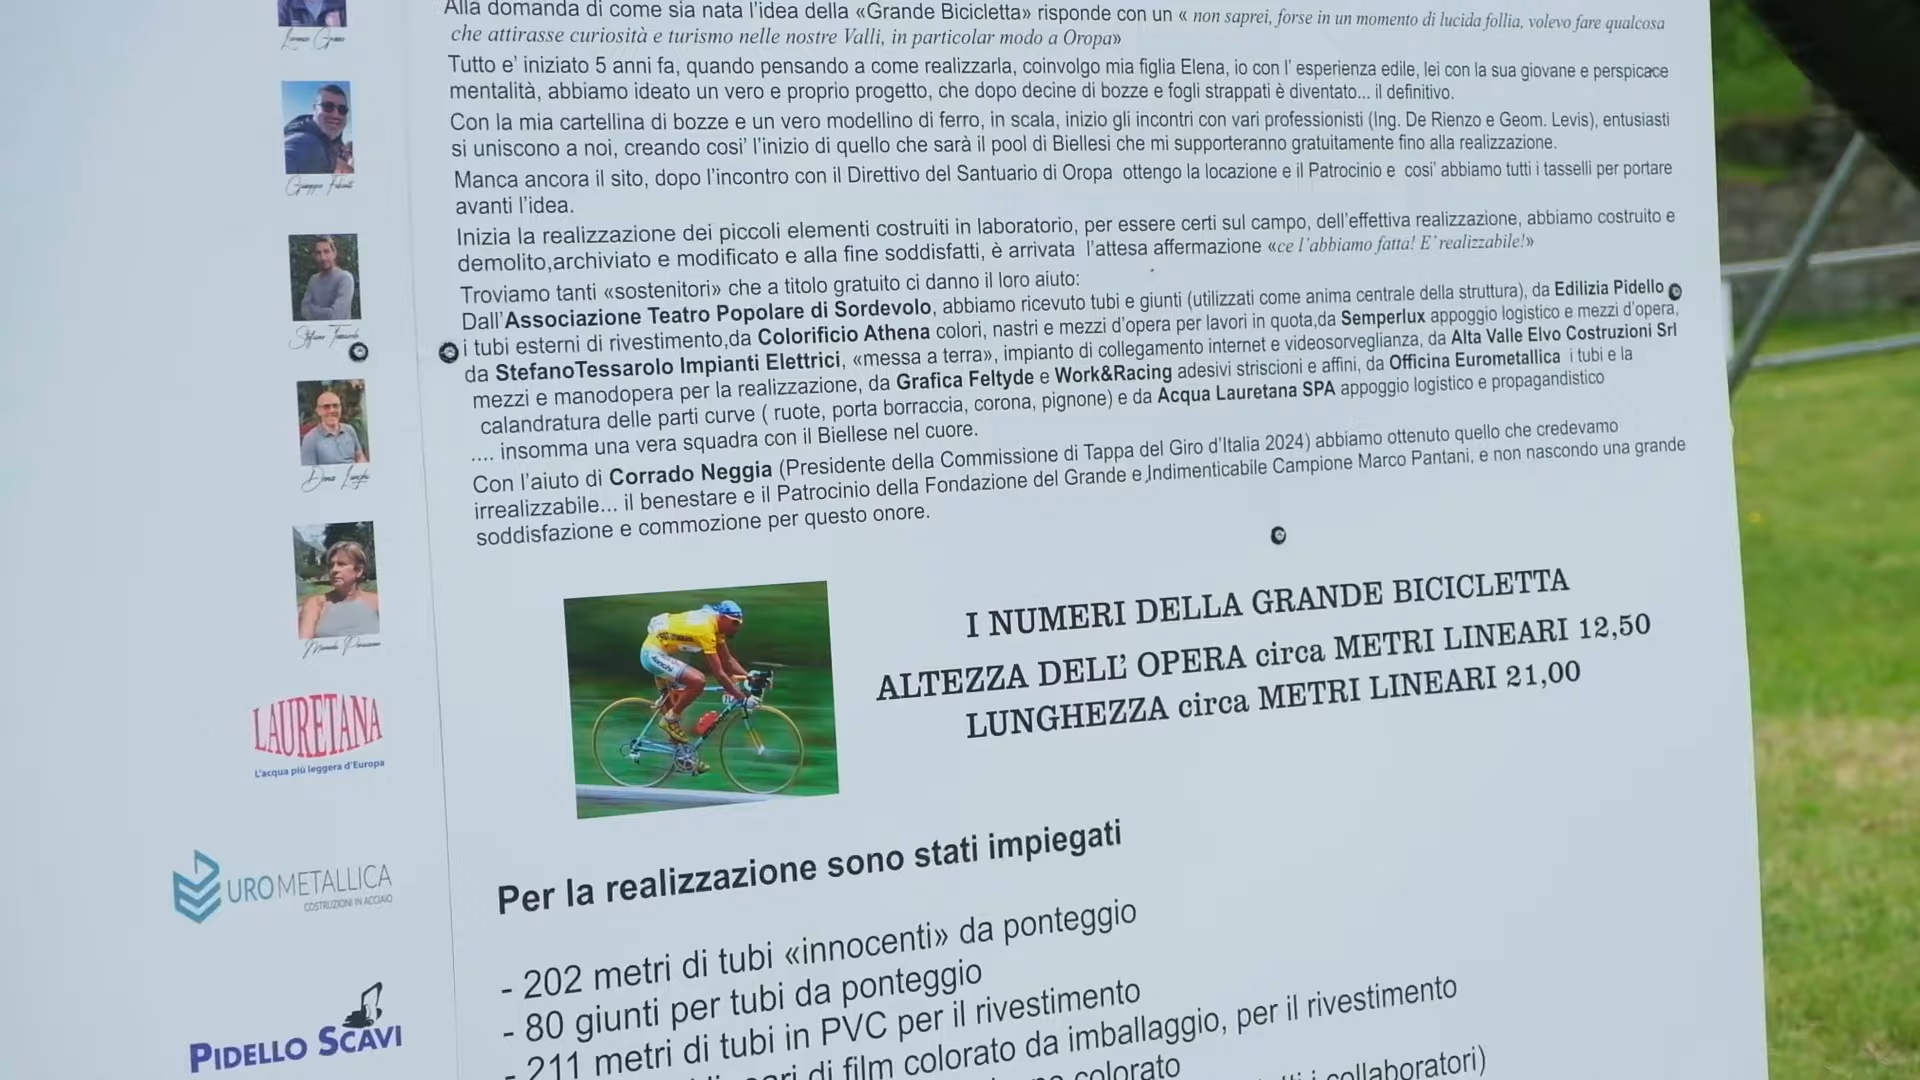 Alla domanda di come sia nata l'idea della «Grande Bicicletta» risponde con un « non saprei, forse in un momento di lucida follia, volevo fare qualcosa
che attirasse curiosità e turismo nelle nostre Valli, in particolar modo a Oropa»
Tutto e' iniziato 5 anni fa, quando pensando a come realizzarla, coinvolgo mia figlia Elena, io con l' esperienza edile, lei con la sua giovane e perspicace
mentalità, abbiamo ideato un vero e proprio progetto, che dopo decine di bozze e fogli strappati è diventato... il definitivo.
Con la mia cartellina di bozze e un vero modellino di ferro, in scala, inizio gli incontri con vari professionisti (Ing. De Rienzo e Geom. Levis), entusiasti
si uniscono a noi, creando cosi' l'inizio di quello che sarà il pool di Biellesi che mi supporteranno gratuitamente fino alla realizzazione.
Manca ancora il sito, dopo l'incontro con il Direttivo del Santuario di Oropa ottengo la locazione e il Patrocinio e cosi' abbiamo tutti i tasselli per portare
avanti l'idea.
Inizia la realizzazione dei piccoli elementi costruiti in laboratorio, per essere certi sul campo, dell'effettiva realizzazione, abbiamo costruito e
demolito,archiviato e modificato e alla fine soddisfatti, è arrivata l'attesa affermazione «ce l'abbiamo fatta! E' realizzabile!»
Troviamo tanti «sostenitori» che a titolo gratuito ci danno il loro aiuto:
Dall'Associazione Teatro Popolare di Sordevolo, abbiamo ricevuto tubi e giunti (utilizzati come anima centrale della struttura), da Edilizia Pidello
i tubi esterni di rivestimento,da Colorificio Athena colori, nastri e mezzi d'opera per lavori in quota,da Semperlux appoggio logistico e mezzi d'opera,
da StefanoTessarolo Impianti Elettrici, «messa a terra», impianto di collegamento internet e videosorveglianza, da Alta Valle Elvo Costruzioni Srl
mezzi e manodopera per la realizzazione, da Grafica Feltyde e Work&Racing adesivi striscioni e affini, da Officina Eurometallica i tubi e la
calandratura delle parti curve ( ruote, porta borraccia, corona, pignone) e da Acqua Lauretana SPA appoggio logistico e propagandistico
.... insomma una vera squadra con il Biellese nel cuore.
Con l'aiuto di Corrado Neggia (Presidente della Commissione di Tappa del Giro d'Italia 2024) abbiamo ottenuto quello che credevamo
irrealizzabile... il benestare e il Patrocinio della Fondazione del Grande e Indimenticabile Campione Marco Pantani, e non nascondo una grande
soddisfazione e commozione per questo onore.
I NUMERI DELLA GRANDE BICICLETTA
ALTEZZA DELL' OPERA circa METRI LINEARI 12,50
LUNGHEZZA circa METRI LINEARI 21,00
LAURETANA
L'acqua più leggera d'Europa
UROMETALLICA
COSTRUZIONI IN ACCIAIO
PIDELLO SCAVI
Per la realizzazione sono stati impiegati
- 202 metri di tubi «innocenti» da ponteggio
- 80 giunti per tubi da ponteggio
- 211 metri di tubi in PVC per il rivestimento
di film colorato da imballaggio, per il rivestimento
colorato
i collaboratori)